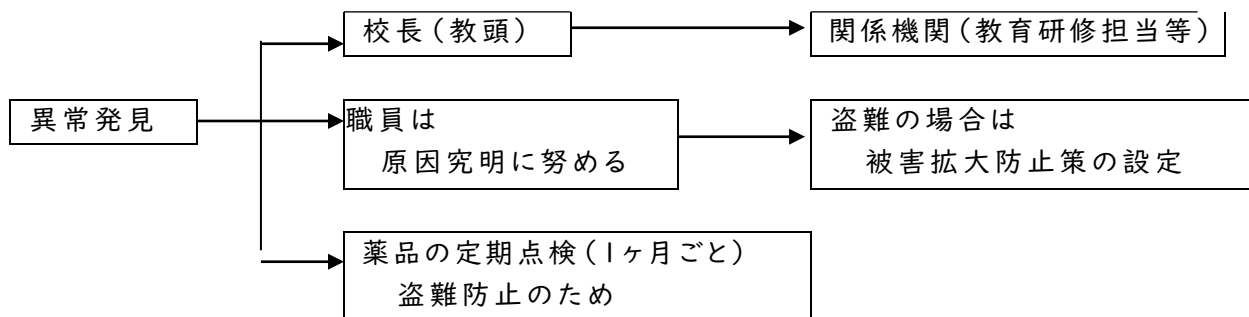 校長(教頭)
関係機関(教育研修担当等)
異常発見
職員は
原因究明に努める
盗難の場合は
被害拡大防止策の設定
薬品の定期点検(1ヶ月ごと)
盗難防止のため